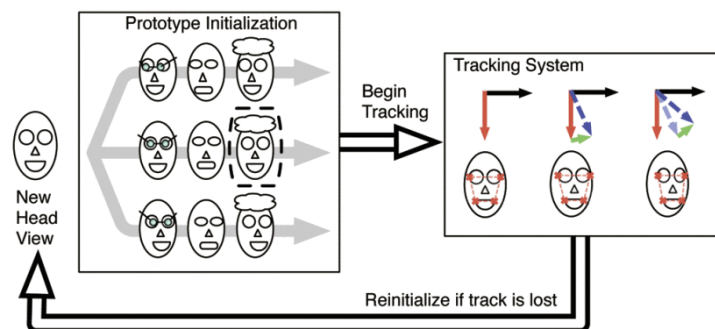 Prototype Initialization
New
Head
View
Begin
Tracking
Tracking System
Reinitialize if track is lost